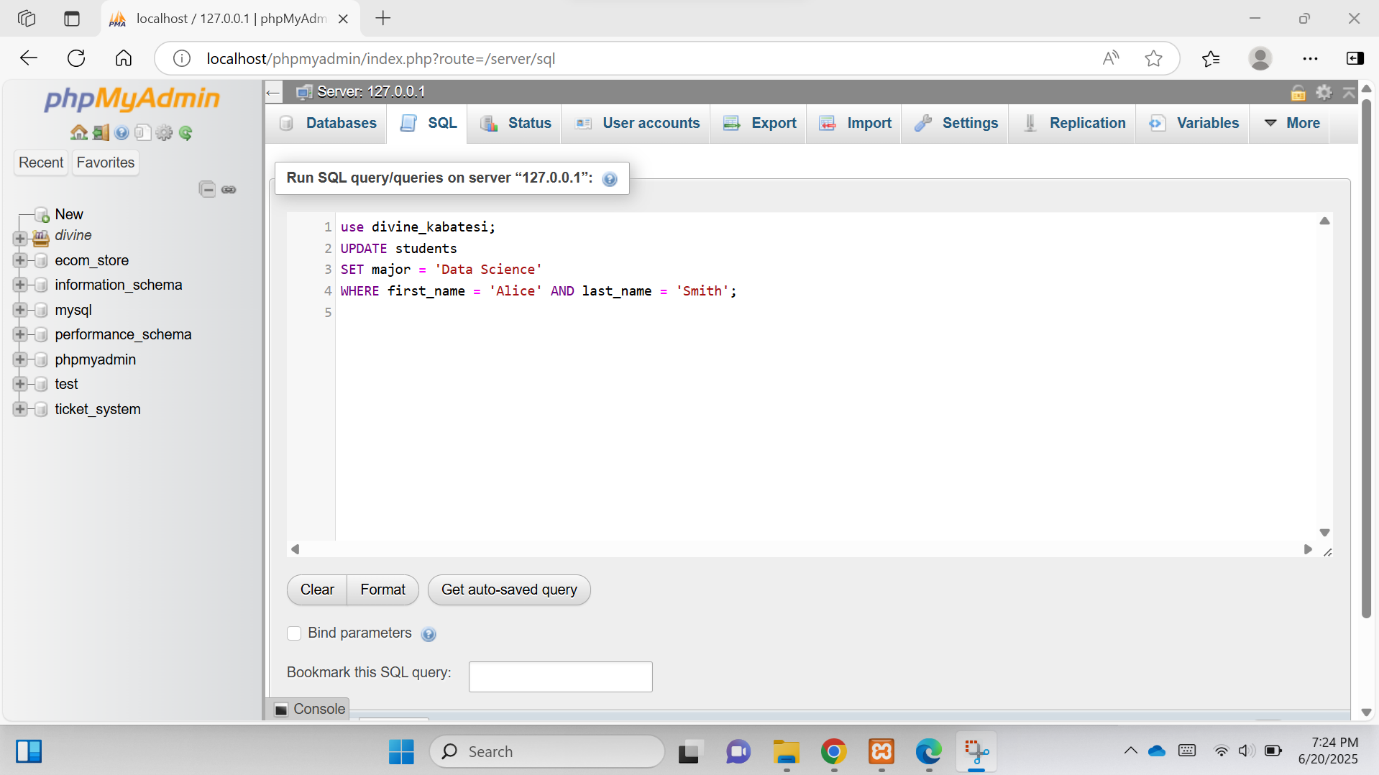 localhost / 127.0.0.1 | phpMyAdm
localhost/phpmyadmin/index.php?route=/server/sql
phpMyAdmin
Recent
Favorites
New
divine
ecom_store
information_schema
mysql
performance_schema
phpmyadmin
test
ticket_system
Server: 127.0.0.1
Databases
SQL
Status
User accounts
Export
Import
Settings
Replication
Variables
More
Run SQL query/queries on server “127.0.0.1”:
1 use divine_kabatesi;
2 UPDATE students
3 SET major = 'Data Science'
4 WHERE first_name = 'Alice' AND last_name = 'Smith';
5
Clear
Format
Get auto-saved query
Bind parameters
Bookmark this SQL query:
Console
Search
7:24 PM
6/20/2025